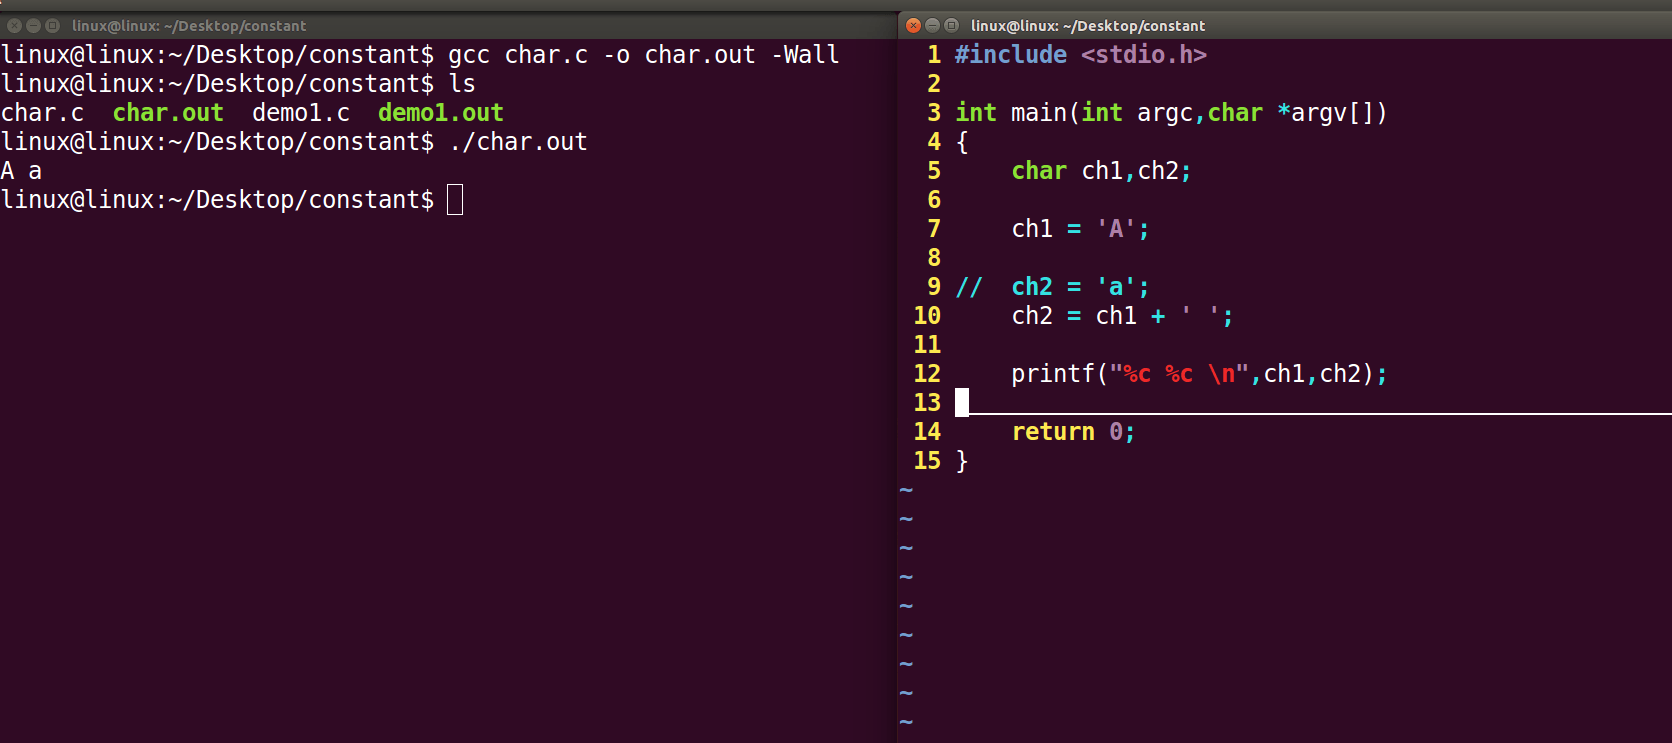 linux@linux: ~/Desktop/constant
linux@linux:~/Desktop/constant$ gcc char.c -o char.out -Wall
linux@linux:~/Desktop/constant$ ls
char.c  char.out  demo1.c  demo1.out
linux@linux:~/Desktop/constant$ ./char.out
A a
linux@linux:~/Desktop/constant$
linux@linux: ~/Desktop/constant
1 #include <stdio.h>
2
3 int main(int argc,char *argv[])
4 {
5     char ch1,ch2;
6
7     ch1 = 'A';
8
9 //  ch2 = 'a';
10     ch2 = ch1 + ' ';
11
12     printf("%c %c \n",ch1,ch2);
13
14     return 0;
15 }
~
~
~
~
~
~
~
~
~